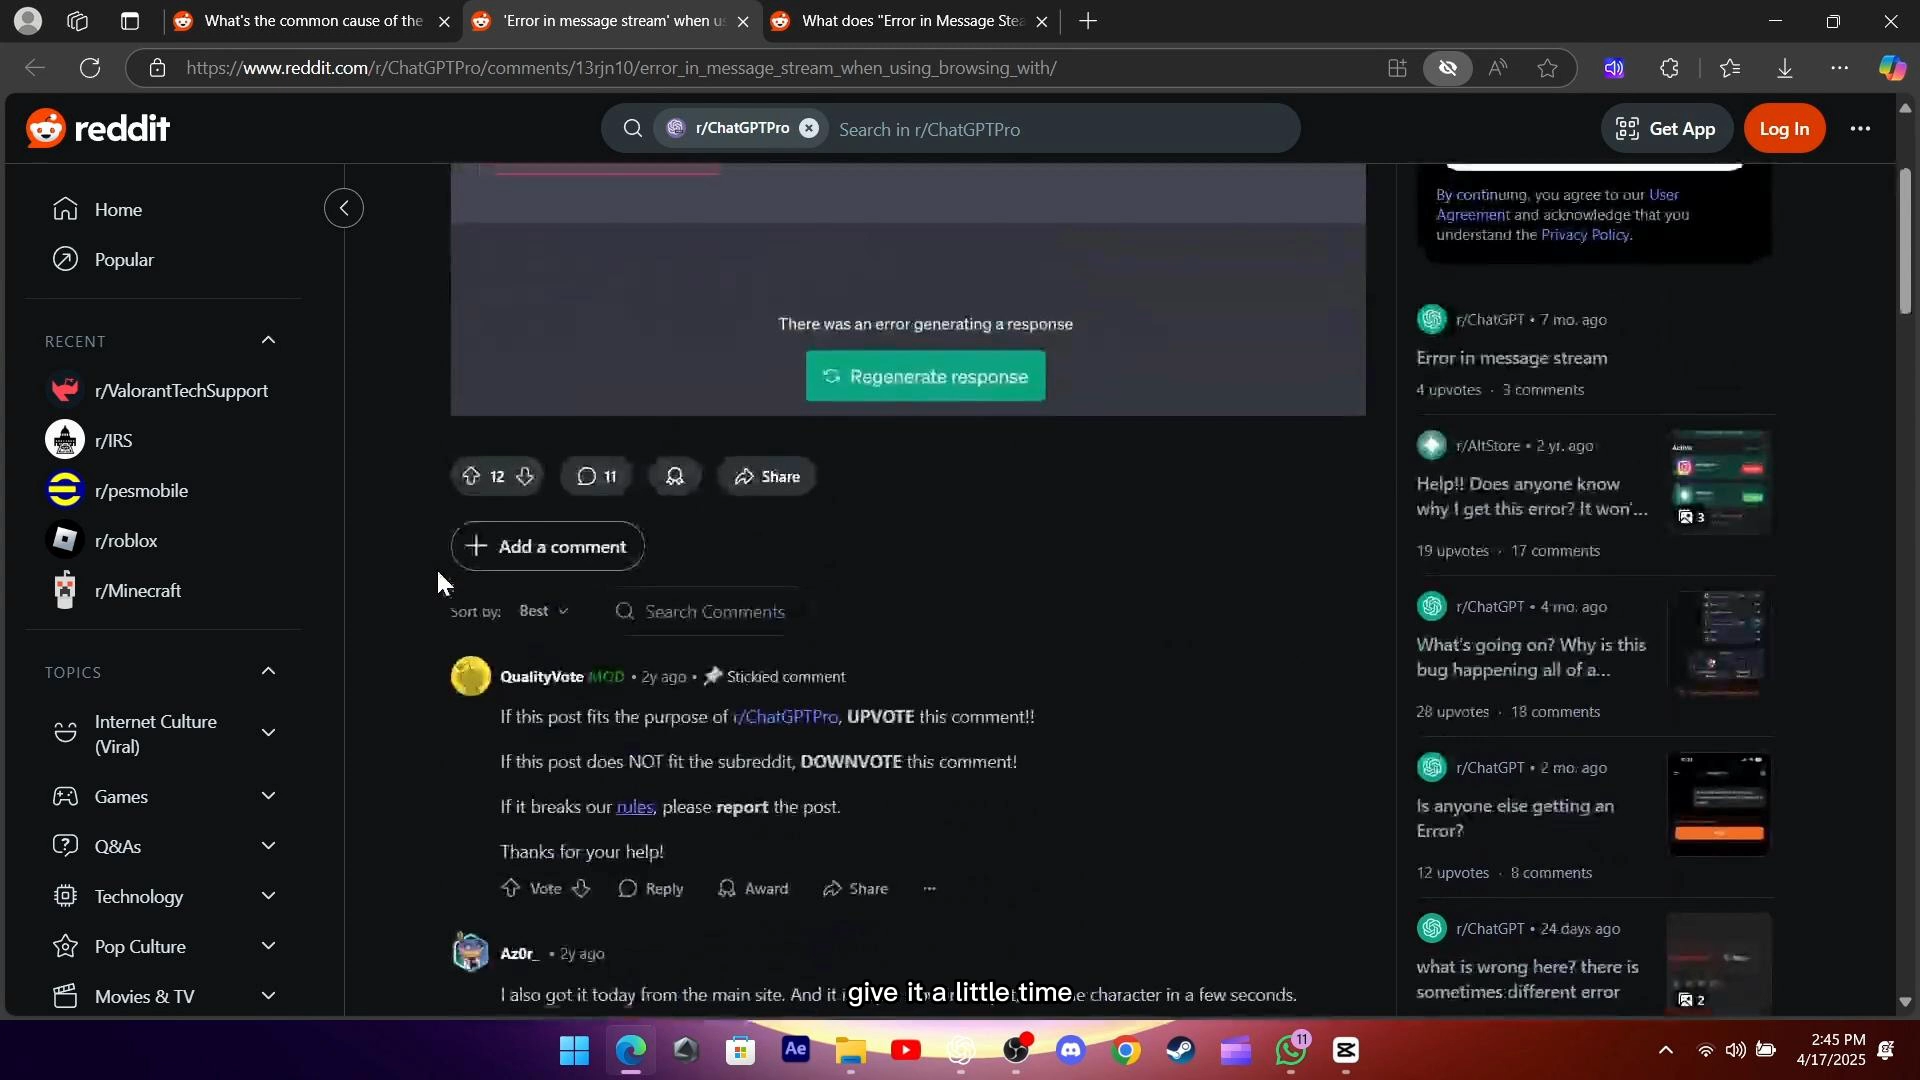 What's the common cause of the
'Error in message stream' when us
What does "Error in Message Strea
https://www.reddit.com/r/ChatGPTPro/comments/13rjn10/error_in_message_stream_when_using_browsing_with/
reddit
r/ChatGPTPro
Search in r/ChatGPTPro
Get App
Log In
Home
Popular
RECENT
r/ValorantTechSupport
r/IRS
r/pesmobile
r/roblox
r/Minecraft
TOPICS
Internet Culture
(Viral)
Games
Q&As
Technology
Pop Culture
Movies & TV
There was an error generating a response
Regenerate response
12
11
Share
Add a comment
Sort by: Best
Search Comments
QualityVote MOD • 2y ago • Stickied comment
If this post fits the purpose of r/ChatGPTPro, UPVOTE this comment!!
If this post does NOT fit the subreddit, DOWNVOTE this comment!
If it breaks our rules, please report the post.
Thanks for your help!
Vote
Reply
Award
Share
Az0r_ • 2y ago
I also got it today from the main site. And it
character in a few seconds.
give it a little time
By continuing, you agree to our User
Agreement and acknowledge that you
understand the Privacy Policy.
r/ChatGPT • 7 mo. ago
Error in message stream
4 upvotes · 3 comments
r/AltStore • 2 yr. ago
Help!! Does anyone know
why I get this error? It won'...
3
19 upvotes · 17 comments
r/ChatGPT • 4 mo. ago
What's going on? Why is this
bug happening all of a...
28 upvotes · 18 comments
r/ChatGPT • 2 mo. ago
Is anyone else getting an
Error?
12 upvotes · 8 comments
r/ChatGPT • 24 days ago
what is wrong here? there is
sometimes different error
2
Ae
11
2:45 PM
4/17/2025